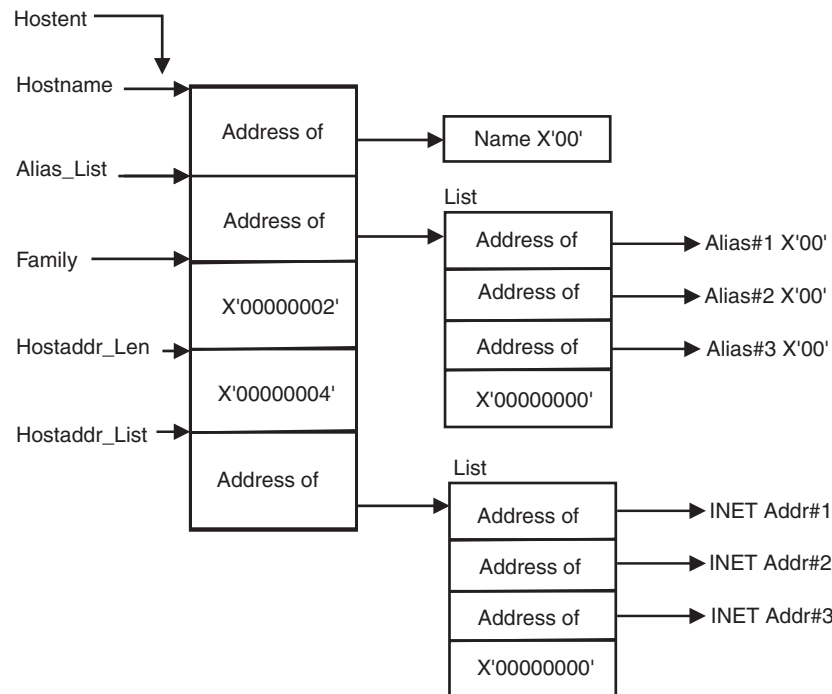 Hostent
Hostname
Address of
Name X'00'
Alias_List
List
Address of
Address of
Alias#1 X'00'
Family
Address of
Alias#2 X'00'
X'00000002'
Hostaddr_Len
Address of
Alias#3 X'00'
X'00000004'
X'00000000'
Hostaddr_List
List
Address of
Address of
INET Addr#1
Address of
INET Addr#2
Address of
INET Addr#3
X'00000000'